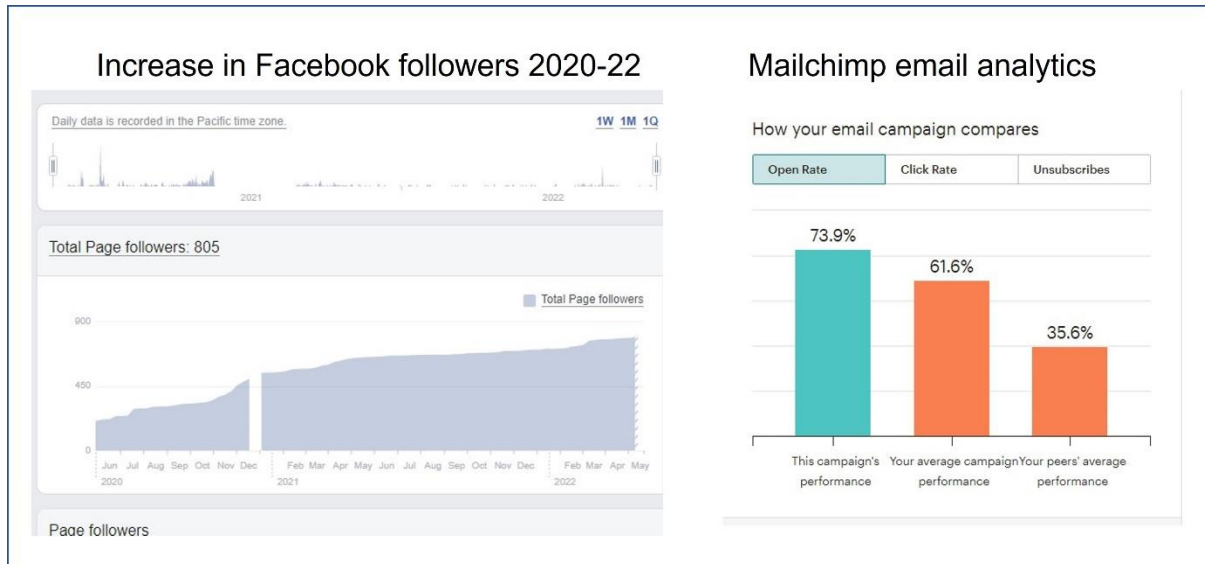 Increase in Facebook followers 2020-22
Daily data is recorded in the Pacific time zone.
1W 1M 1Q
2021 2022
Total Page followers: 805
Total Page followers
900
450
0
Jun Jul Aug Sep Oct Nov Dec Feb Mar Apr May Jun Jul Aug Sep Oct Nov Dec Feb Mar Apr May
2020 2021 2022
Page followers
Mailchimp email analytics
How your email campaign compares
Open Rate Click Rate Unsubscribes
73.9%
61.6%
35.6%
This campaign's performance
Your average campaign performance
Your peers' average performance